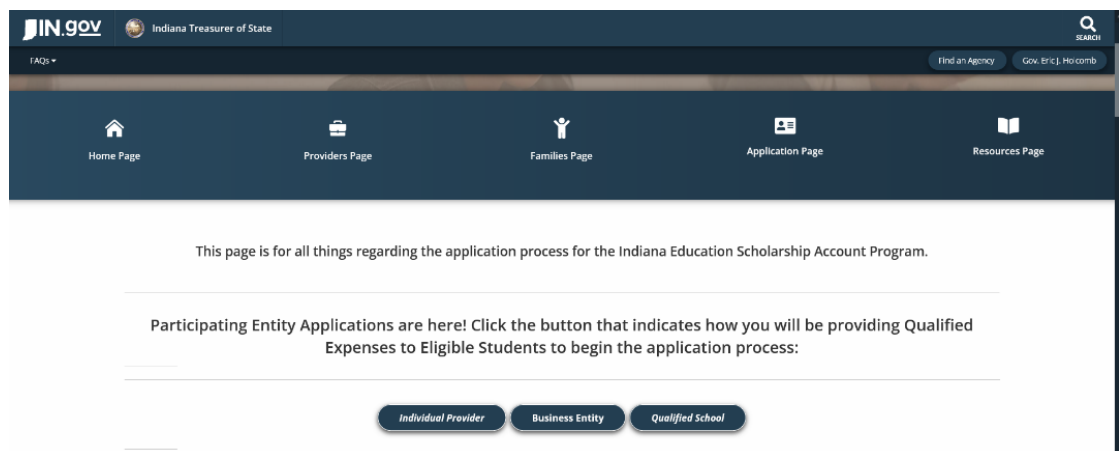 IN.gov
Indiana Treasurer of State
SEARCH
FAQs
Find an Agency
Gov. Eric J. Holcomb
Home Page
Providers Page
Families Page
Application Page
Resources Page
This page is for all things regarding the application process for the Indiana Education Scholarship Account Program.
Participating Entity Applications are here! Click the button that indicates how you will be providing Qualified
Expenses to Eligible Students to begin the application process:
Individual Provider
Business Entity
Qualified School